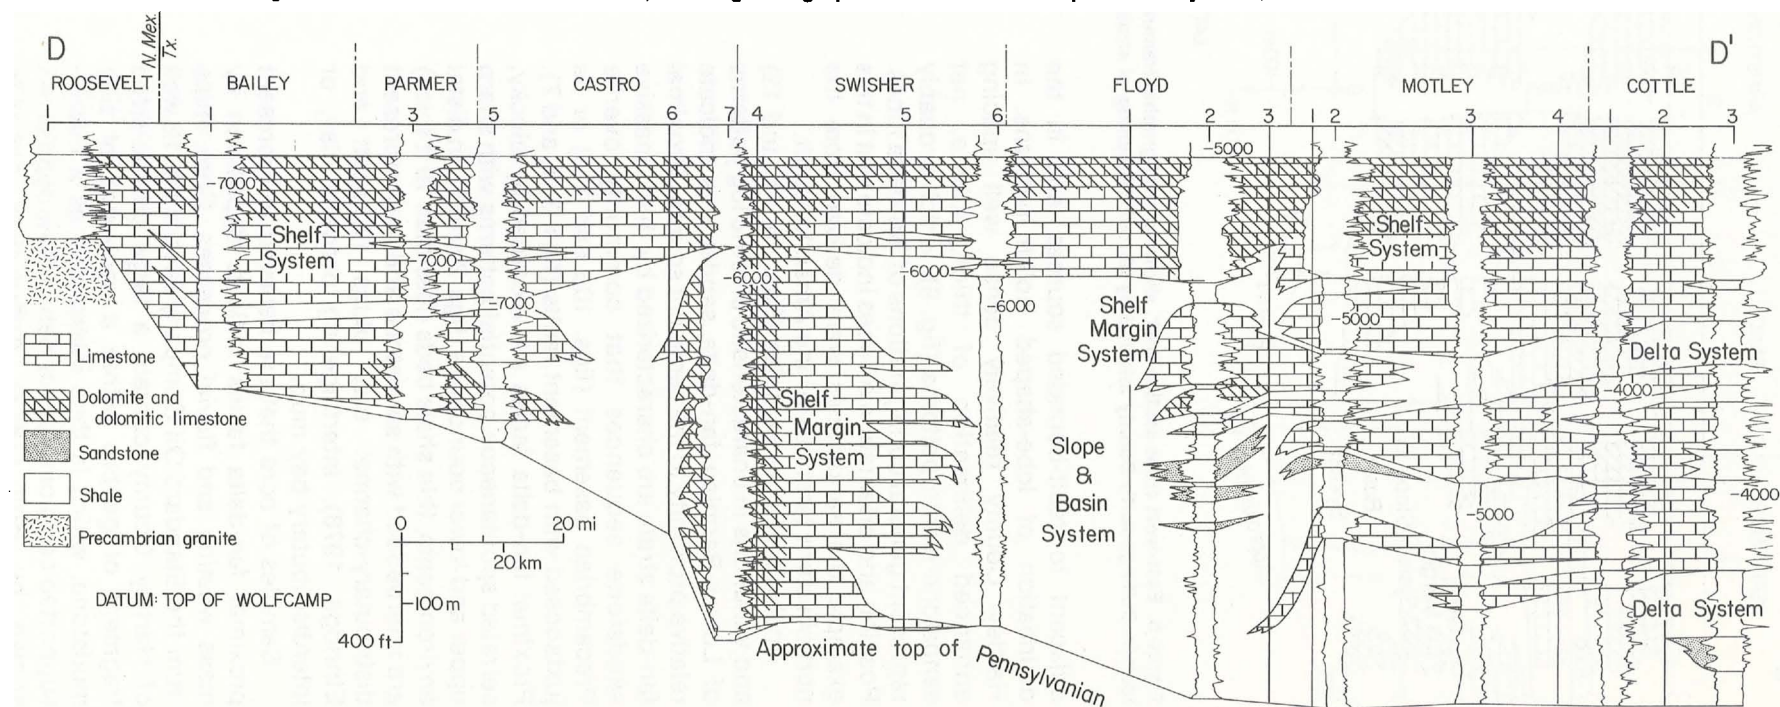 D
D'
N. Mex.
Tx.
ROOSEVELT
BAILEY
PARMER
CASTRO
SWISHER
FLOYD
MOTLEY
COTTLE
3
5
6
7
4
5
6
2
3
1
2
3
4
1
2
3
-5000
-7000
Shelf
System
-7000
-7000
-6000
-6000
-6000
Shelf
System
-5000
Shelf
Margin
System
Delta System
-4000
Limestone
Dolomite and
dolomitic limestone
Sandstone
Shale
Precambrian granite
Shelf
Margin
System
Slope
&
Basin
System
-4000
-5000
0
20 mi
20 km
100 m
400 ft
DATUM: TOP OF WOLFCAMP
Approximate top of Pennsylvanian
Delta System